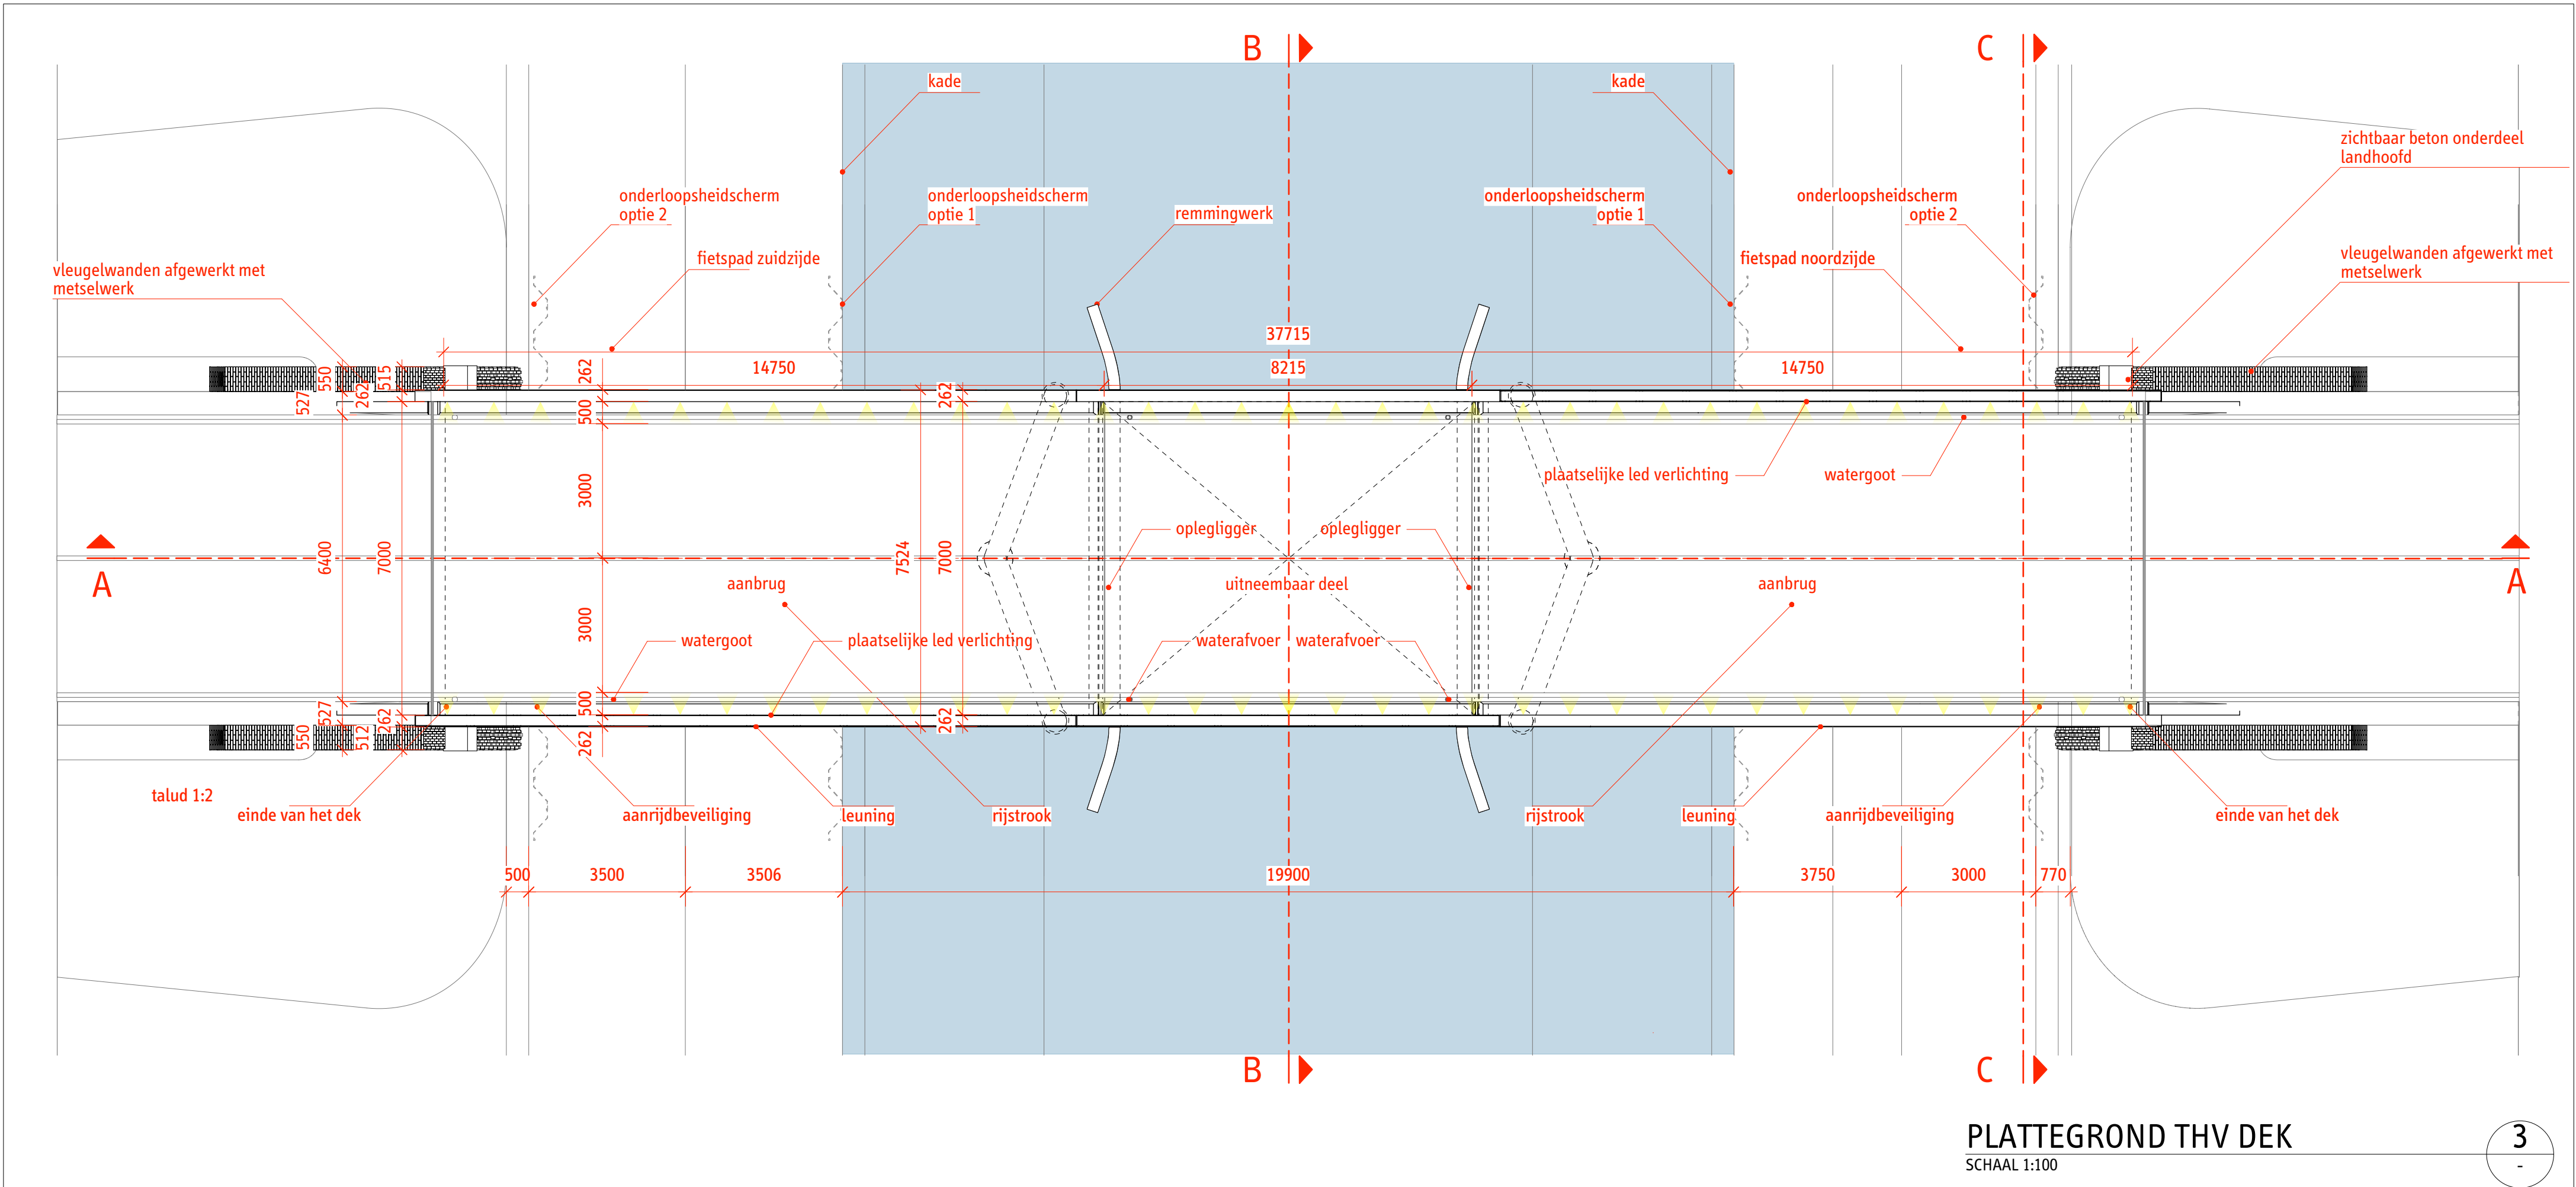 B
C
kade
kade
zichtbaar beton onderdeel
landhoofd
onderloopsheidscherm
optie 2
onderloopsheidscherm
optie 1
remmingwerk
onderloopsheidscherm
optie 1
onderloopsheidscherm
optie 2
fietspad zuidzijde
fietspad noordzijde
vleugelwanden afgewerkt met
metselwerk
vleugelwanden afgewerkt met
metselwerk
37715
14750
8215
14750
550
515
527
262
262
500
262
plaatselijke led verlichting
watergoot
3000
oplegligger
oplegligger
6400
7000
7524
7000
A
A
aanbrug
uitneembaar deel
aanbrug
3000
watergoot
plaatselijke led verlichting
waterafvoer
waterafvoer
527
262
500
262
550
512
262
talud 1:2
einde van het dek
aanrijdbeveiliging
leuning
rijstrook
rijstrook
leuning
aanrijdbeveiliging
einde van het dek
500
3500
3506
19900
3750
3000
770
B
C
PLATTEGROND THV DEK
SCHAAL 1:100
3
-